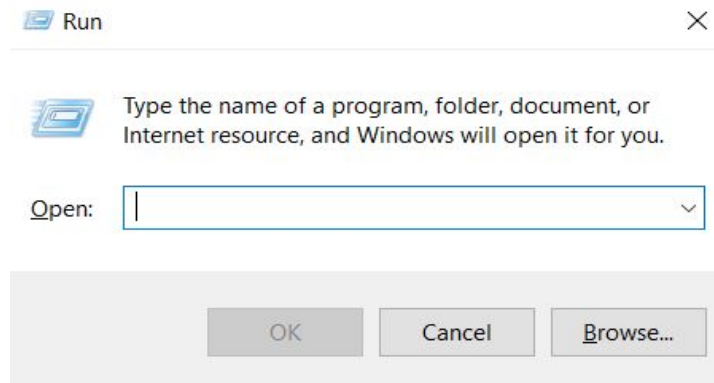 Run
Type the name of a program, folder, document, or
Internet resource, and Windows will open it for you.
Open:
OK Cancel Browse...